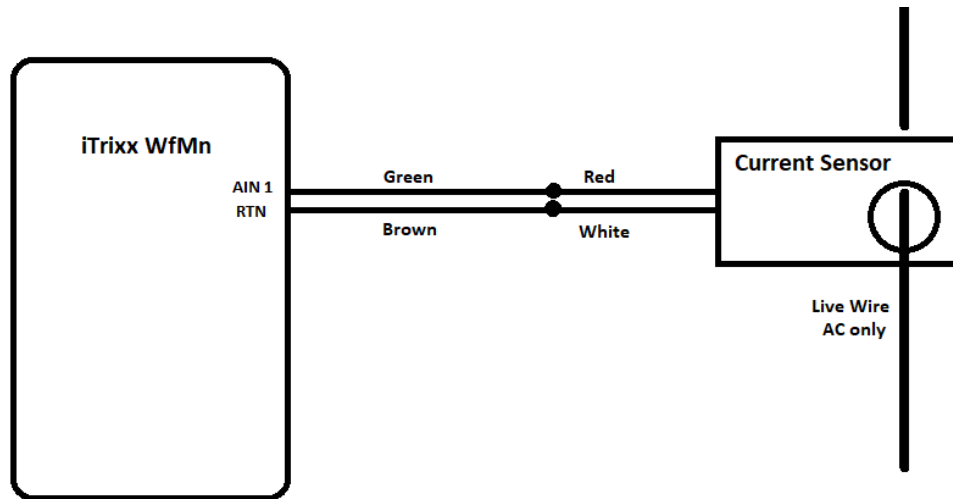 iTrixx WfMn
Current Sensor
AIN 1
Green
Red
RTN
Brown
White
Live Wire
AC only